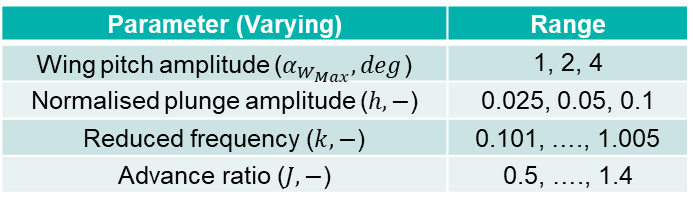 Parameter (Varying) Range
Wing pitch amplitude (α_{W_{Max}}, deg) 1, 2, 4
Normalised plunge amplitude (h, −) 0.025, 0.05, 0.1
Reduced frequency (k, −) 0.101, …., 1.005
Advance ratio (J, −) 0.5, …., 1.4